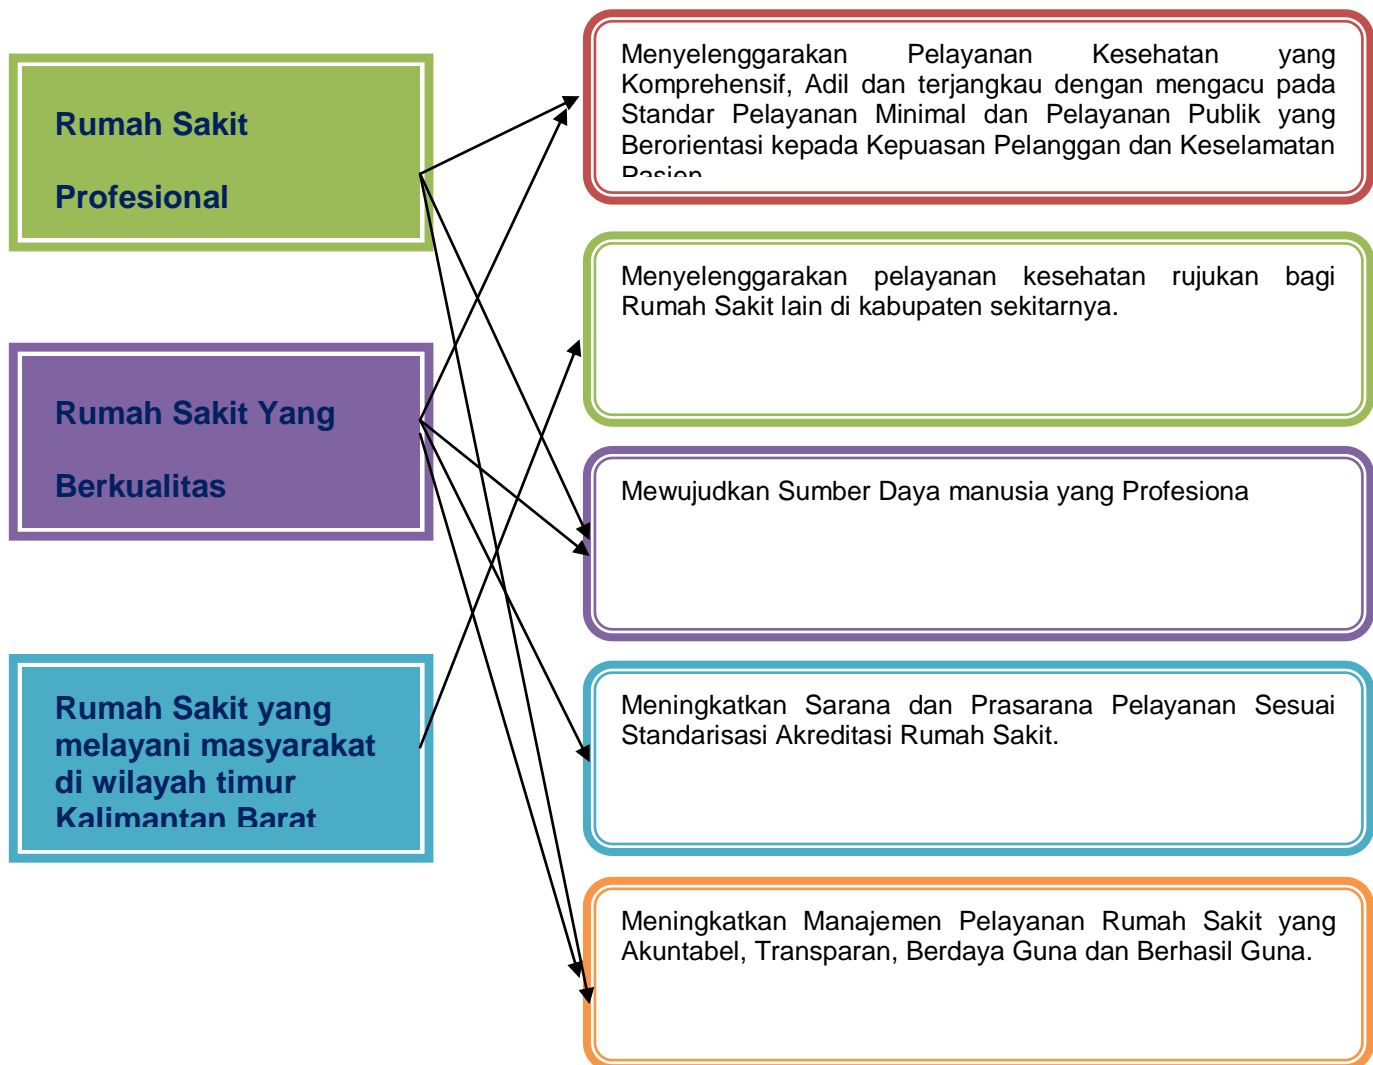 Rumah Sakit
Profesional
Rumah Sakit Yang
Berkualitas
Rumah Sakit yang
melayani masyarakat
di wilayah timur
Kalimantan Barat
Menyelenggarakan Pelayanan Kesehatan yang
Komprehensif, Adil dan terjangkau dengan mengacu pada
Standar Pelayanan Minimal dan Pelayanan Publik yang
Berorientasi kepada Kepuasan Pelanggan dan Keselamatan
Pasien
Menyelenggarakan pelayanan kesehatan rujukan bagi
Rumah Sakit lain di kabupaten sekitarnya.
Mewujudkan Sumber Daya manusia yang Profesiona
Meningkatkan Sarana dan Prasarana Pelayanan Sesuai
Standarisasi Akreditasi Rumah Sakit.
Meningkatkan Manajemen Pelayanan Rumah Sakit yang
Akuntabel, Transparan, Berdaya Guna dan Berhasil Guna.